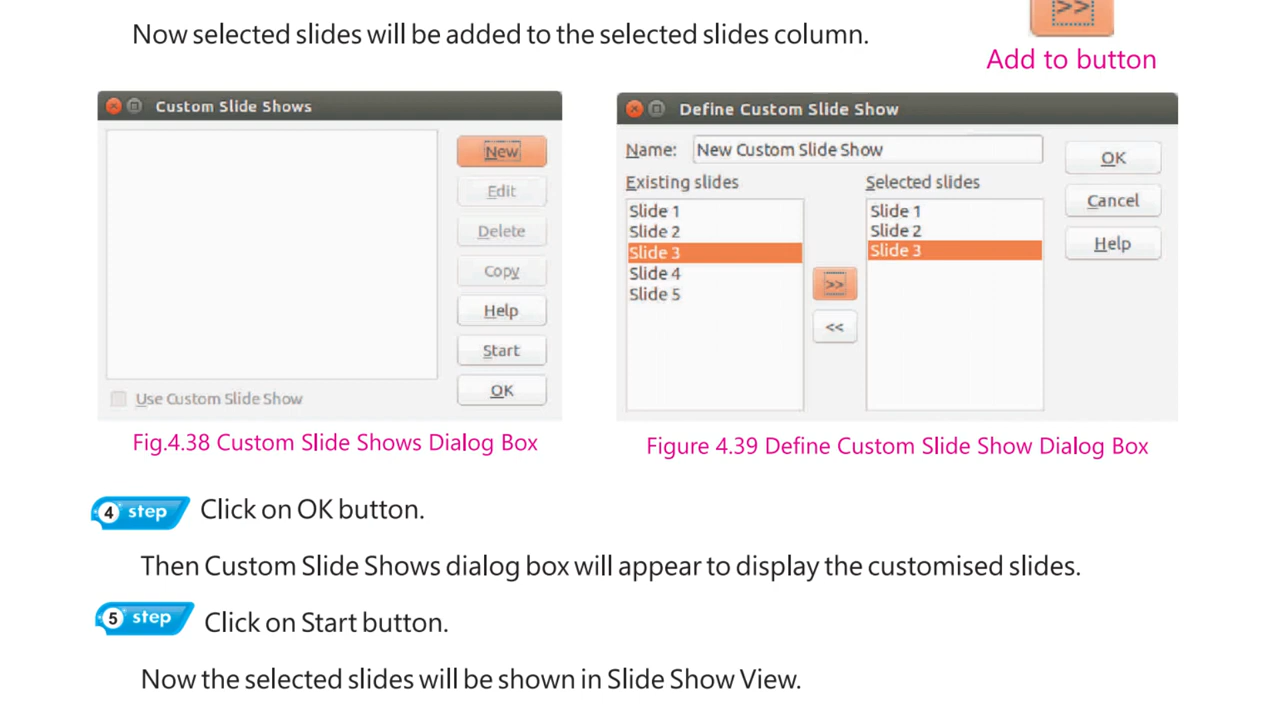 >>
Now selected slides will be added to the selected slides column.
Add to button
Custom Slide Shows
New
Edit
Delete
Copy
Help
Start
OK
Use Custom Slide Show
Fig.4.38 Custom Slide Shows Dialog Box
Define Custom Slide Show
Name: New Custom Slide Show
OK
Cancel
Help
Existing slides
Slide 1
Slide 2
Slide 3
Slide 4
Slide 5
>>
<<
Selected slides
Slide 1
Slide 2
Slide 3
Figure 4.39 Define Custom Slide Show Dialog Box
4 step Click on OK button.
Then Custom Slide Shows dialog box will appear to display the customised slides.
5 step Click on Start button.
Now the selected slides will be shown in Slide Show View.